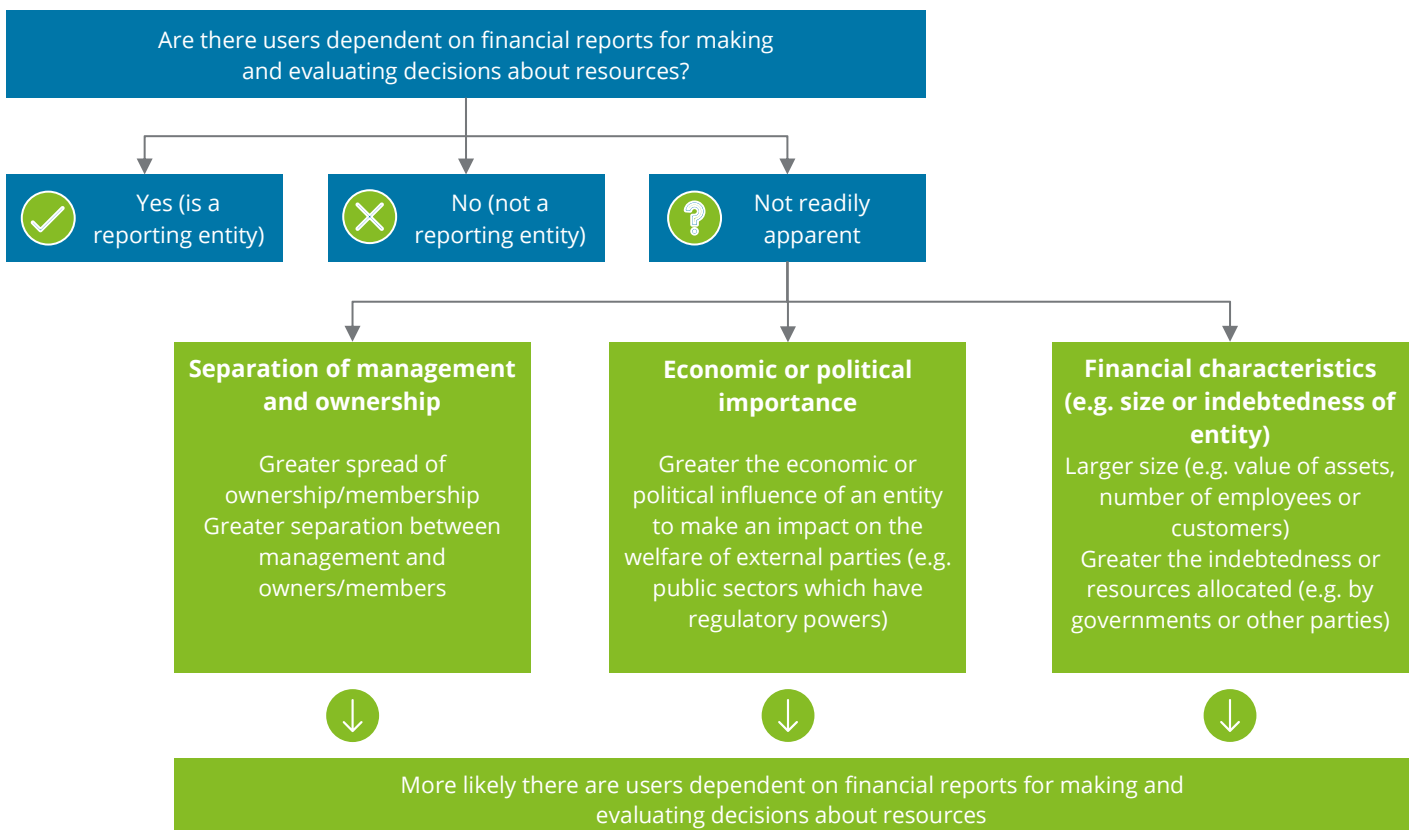 Are there users dependent on financial reports for making
and evaluating decisions about resources?
Yes (is a
reporting entity)
No (not a
reporting entity)
?
Not readily
apparent
Separation of management
and ownership
Greater spread of
ownership/membership
Greater separation between
management and
owners/members
Economic or political
importance
Greater the economic or
political influence of an entity
to make an impact on the
welfare of external parties (e.g.
public sectors which have
regulatory powers)
Financial characteristics
(e.g. size or indebtedness of
entity)
Larger size (e.g. value of assets,
number of employees or
customers)
Greater the indebtedness or
resources allocated (e.g. by
governments or other parties)
More likely there are users dependent on financial reports for making and
evaluating decisions about resources